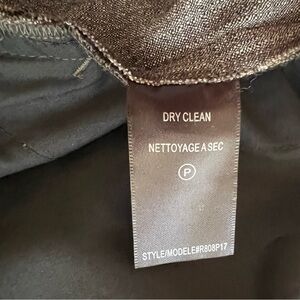 DRY CLEAN
NETTOYAGE A SEC
P
STYLE/MODELE#R808P17